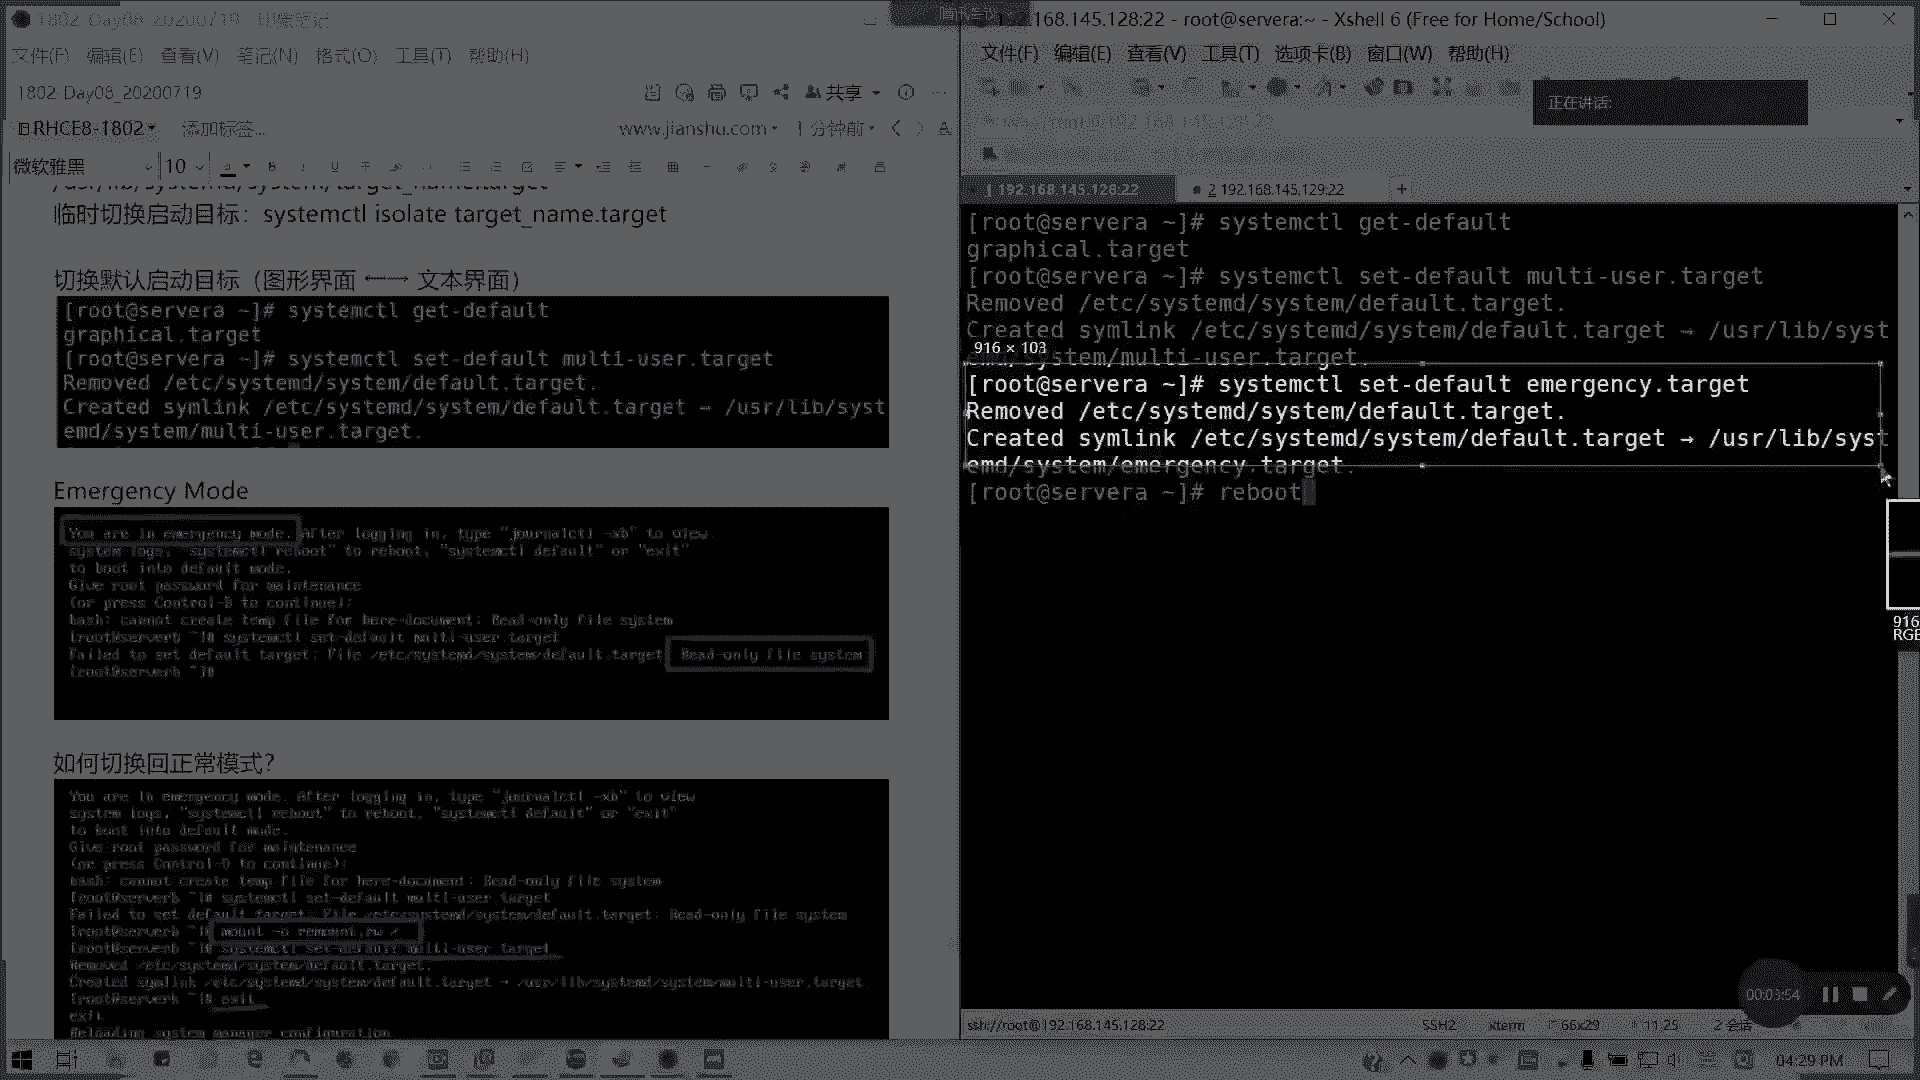 1802-Day08_20200719 - 印象笔记
文件(F) 编辑(E) 查看(V) 笔记(N) 格式(O) 工具(T) 帮助(H)
1802-Day08_20200719
共享
RHCE8-1802
添加标签...
www.jianshu.com
1 分钟前
微软雅黑
10
/usr/lib/systemd/system/target_name.target
临时切换启动目标：systemctl isolate target_name.target
切换默认启动目标（图形界面 ←→ 文本界面）
[root@servera ~]# systemctl get-default
graphical.target
[root@servera ~]# systemctl set-default multi-user.target
Removed /etc/systemd/system/default.target.
Created symlink /etc/systemd/system/default.target → /usr/lib/syst
emd/system/multi-user.target.
Emergency Mode
You are in emergency mode. After logging in, type "journalctl -xb" to view
system logs, "systemctl reboot" to reboot, "systemctl default" or "exit"
to boot into default mode.
Give root password for maintenance
(or press Control-D to continue):
bash: cannot create temp file for here-document: Read-only file system
[root@serverb ~]# systemctl set-default multi-user.target
Failed to set default target: File /etc/systemd/system/default.target: Read-only file system
[root@serverb ~]#
如何切换回正常模式?
You are in emergency mode. After logging in, type "journalctl -xb" to view
system logs, "systemctl reboot" to reboot, "systemctl default" or "exit"
to boot into default mode.
Give root password for maintenance
(or press Control-D to continue):
bash: cannot create temp file for here-document: Read-only file system
[root@serverb ~]# systemctl set-default multi-user.target
Failed to set default target: File /etc/systemd/system/default.target: Read-only file system
[root@serverb ~]# mount -o remount,rw /
[root@serverb ~]# systemctl set-default multi-user.target
Removed /etc/systemd/system/default.target.
Created symlink /etc/systemd/system/default.target → /usr/lib/systemd/system/multi-user.target.
[root@serverb ~]# exit
exit
Reloading system manager configuration
腾讯会议
.168.145.128:22 - root@servera:~ - Xshell 6 (Free for Home/School)
文件(F) 编辑(E) 查看(V) 工具(T) 选项卡(B) 窗口(W) 帮助(H)
正在讲话:
1 192.168.145.128:22
2 192.168.145.129:22
+
[root@servera ~]# systemctl get-default
graphical.target
[root@servera ~]# systemctl set-default multi-user.target
Removed /etc/systemd/system/default.target.
Created symlink /etc/systemd/system/default.target → /usr/lib/syst
emd/system/multi-user.target.
916 × 103
[root@servera ~]# systemctl set-default emergency.target
Removed /etc/systemd/system/default.target.
Created symlink /etc/systemd/system/default.target → /usr/lib/syst
emd/system/emergency.target.
[root@servera ~]# reboot
916
RGB
00:03:54
ssh://root@192.168.145.128:22
SSH2
xterm
66x29
11,25
2 会话
04:29 PM